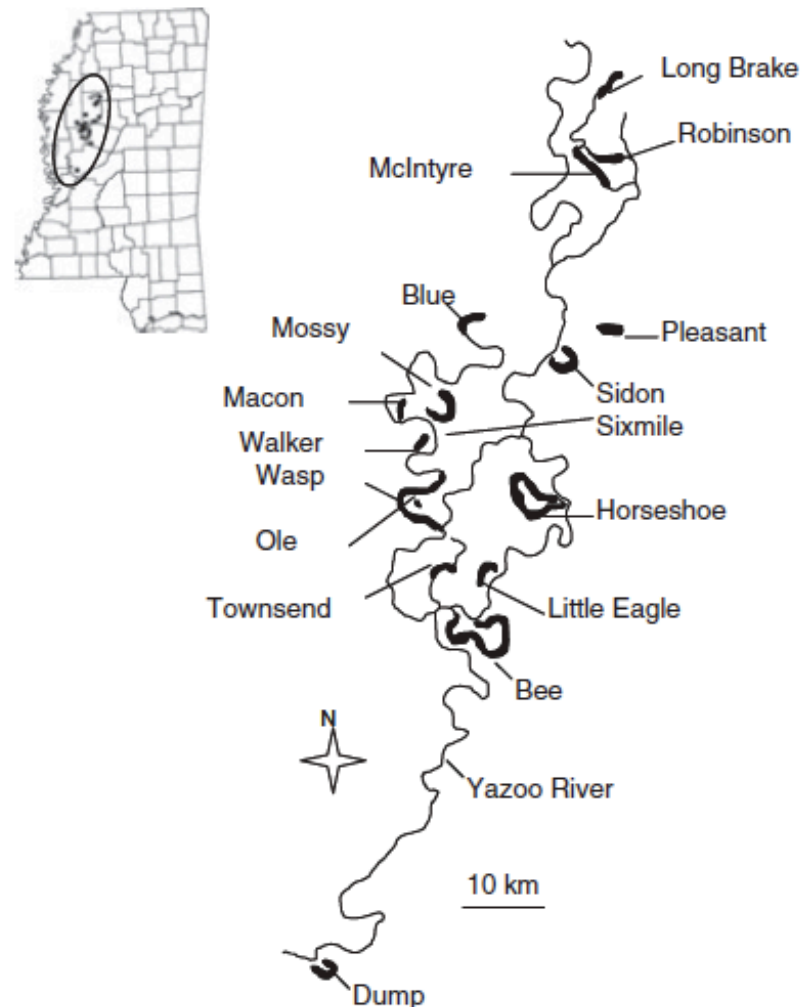 Long Brake
Robinson
McIntyre
Blue
Mossy
Pleasant
Macon
Sidon
Walker
Sixmile
Wasp
Horseshoe
Ole
Townsend
Little Eagle
Bee
N
Yazoo River
10 km
Dump